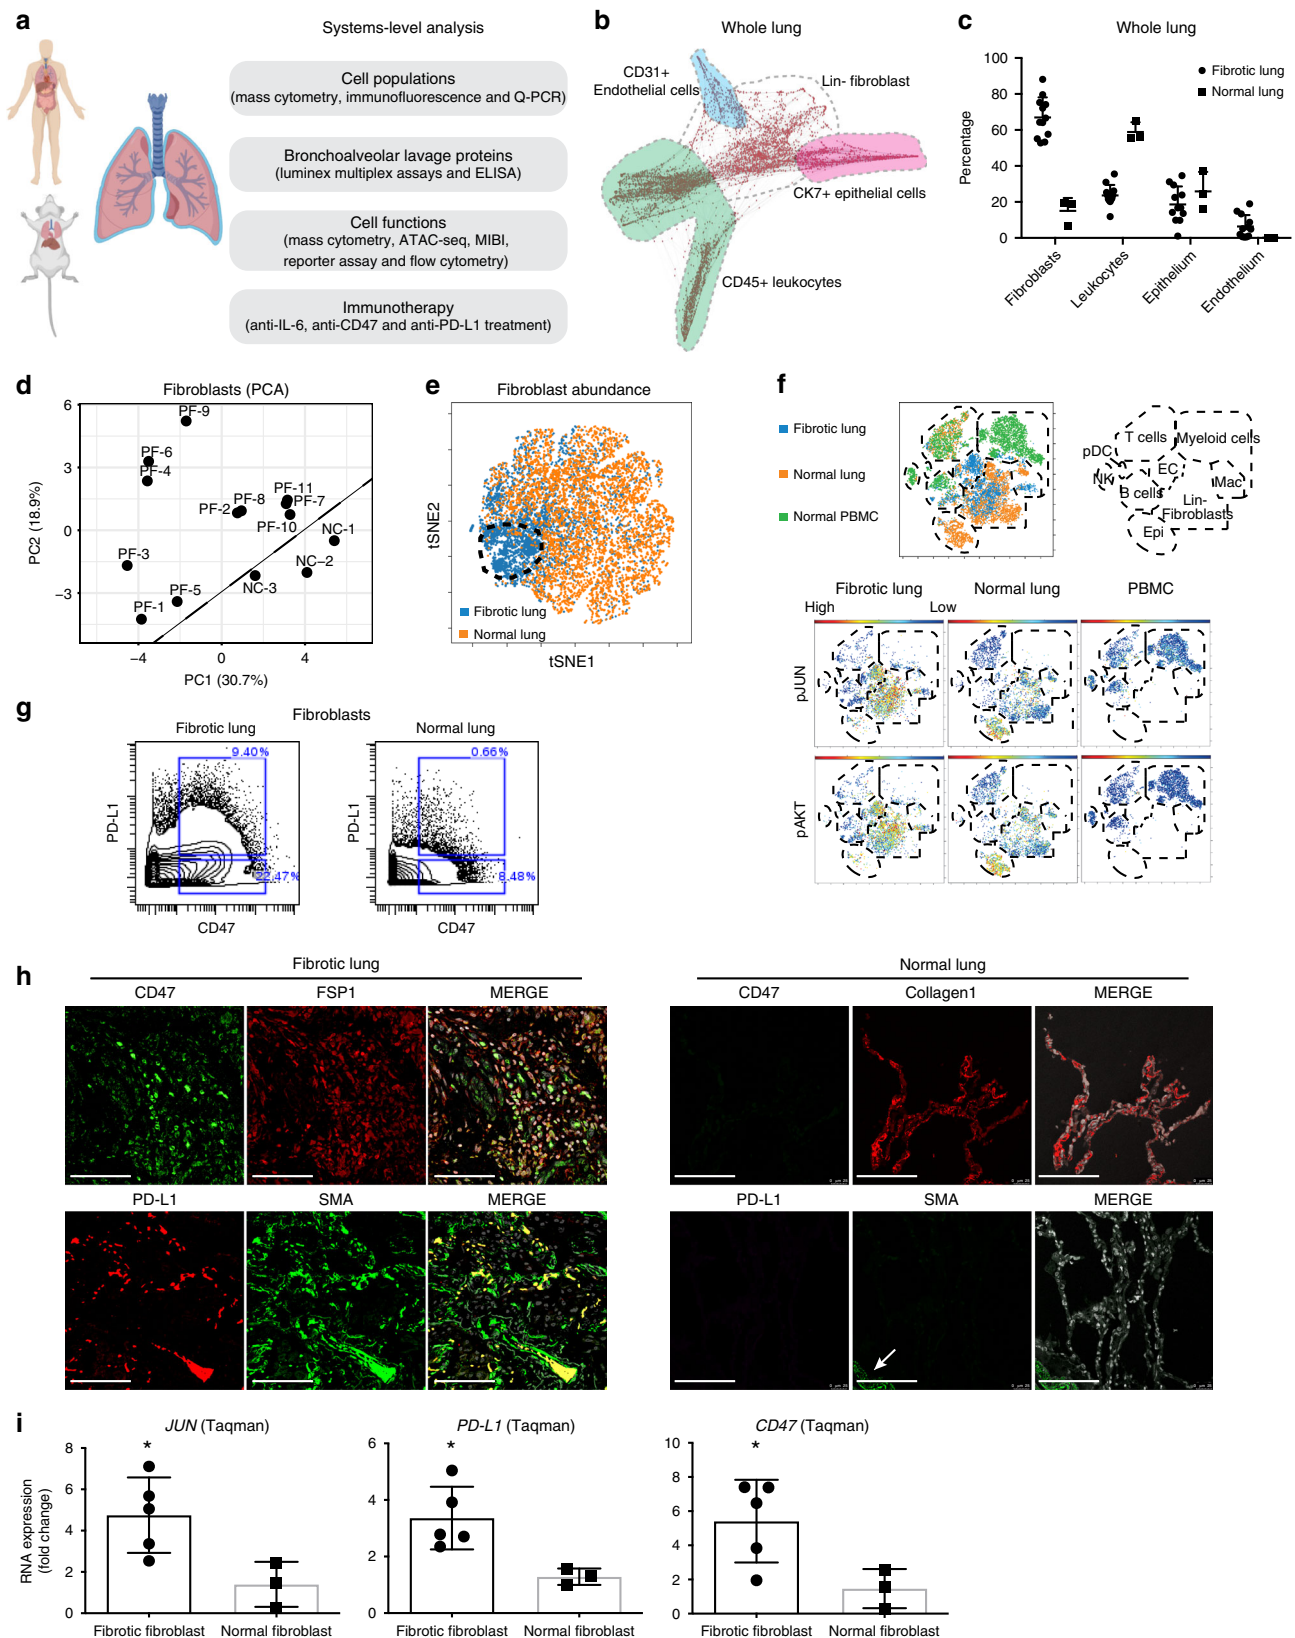 a
Systems-level analysis
Cell populations
(mass cytometry, immunofluorescence and Q-PCR)
Bronchoalveolar lavage proteins
(luminex multiplex assays and ELISA)
Cell functions
(mass cytometry, ATAC-seq, MIBI,
reporter assay and flow cytometry)
Immunotherapy
(anti-IL-6, anti-CD47 and anti-PD-L1 treatment)
b
Whole lung
CD31+
Endothelial cells
Lin- fibroblast
CK7+ epithelial cells
CD45+ leukocytes
c
Whole lung
Fibrotic lung
Normal lung
Percentage
100
80
60
40
20
0
Fibroblasts
Leukocytes
Epithelium
Endothelium
d
Fibroblasts (PCA)
PC2 (18.9%)
6
3
0
−3
PF-9
PF-6
PF-4
PF-11
PF-8
PF-7
PF-2
PF-10
NC-1
PF-3
NC-2
NC-3
PF-5
PF-1
−4
0
4
PC1 (30.7%)
e
Fibroblast abundance
tSNE2
Fibrotic lung
Normal lung
tSNE1
f
Fibrotic lung
Normal lung
Normal PBMC
T cells
Myeloid cells
pDC
EC
NK
B cells
Mac
Lin-
Fibroblasts
Epi
Fibrotic lung
Normal lung
PBMC
High
Low
pJUN
pAKT
g
Fibroblasts
Fibrotic lung
Normal lung
9.40%
22.47%
PD-L1
CD47
0.66%
8.48%
PD-L1
CD47
h
Fibrotic lung
Normal lung
CD47
FSP1
MERGE
CD47
Collagen1
MERGE
PD-L1
SMA
MERGE
PD-L1
SMA
MERGE
i
JUN (Taqman)
RNA expression
(fold change)
8
6
4
2
0
*
Fibrotic fibroblast
Normal fibroblast
PD-L1 (Taqman)
6
4
2
0
*
Fibrotic fibroblast
Normal fibroblast
CD47 (Taqman)
10
8
6
4
2
0
*
Fibrotic fibroblast
Normal fibroblast